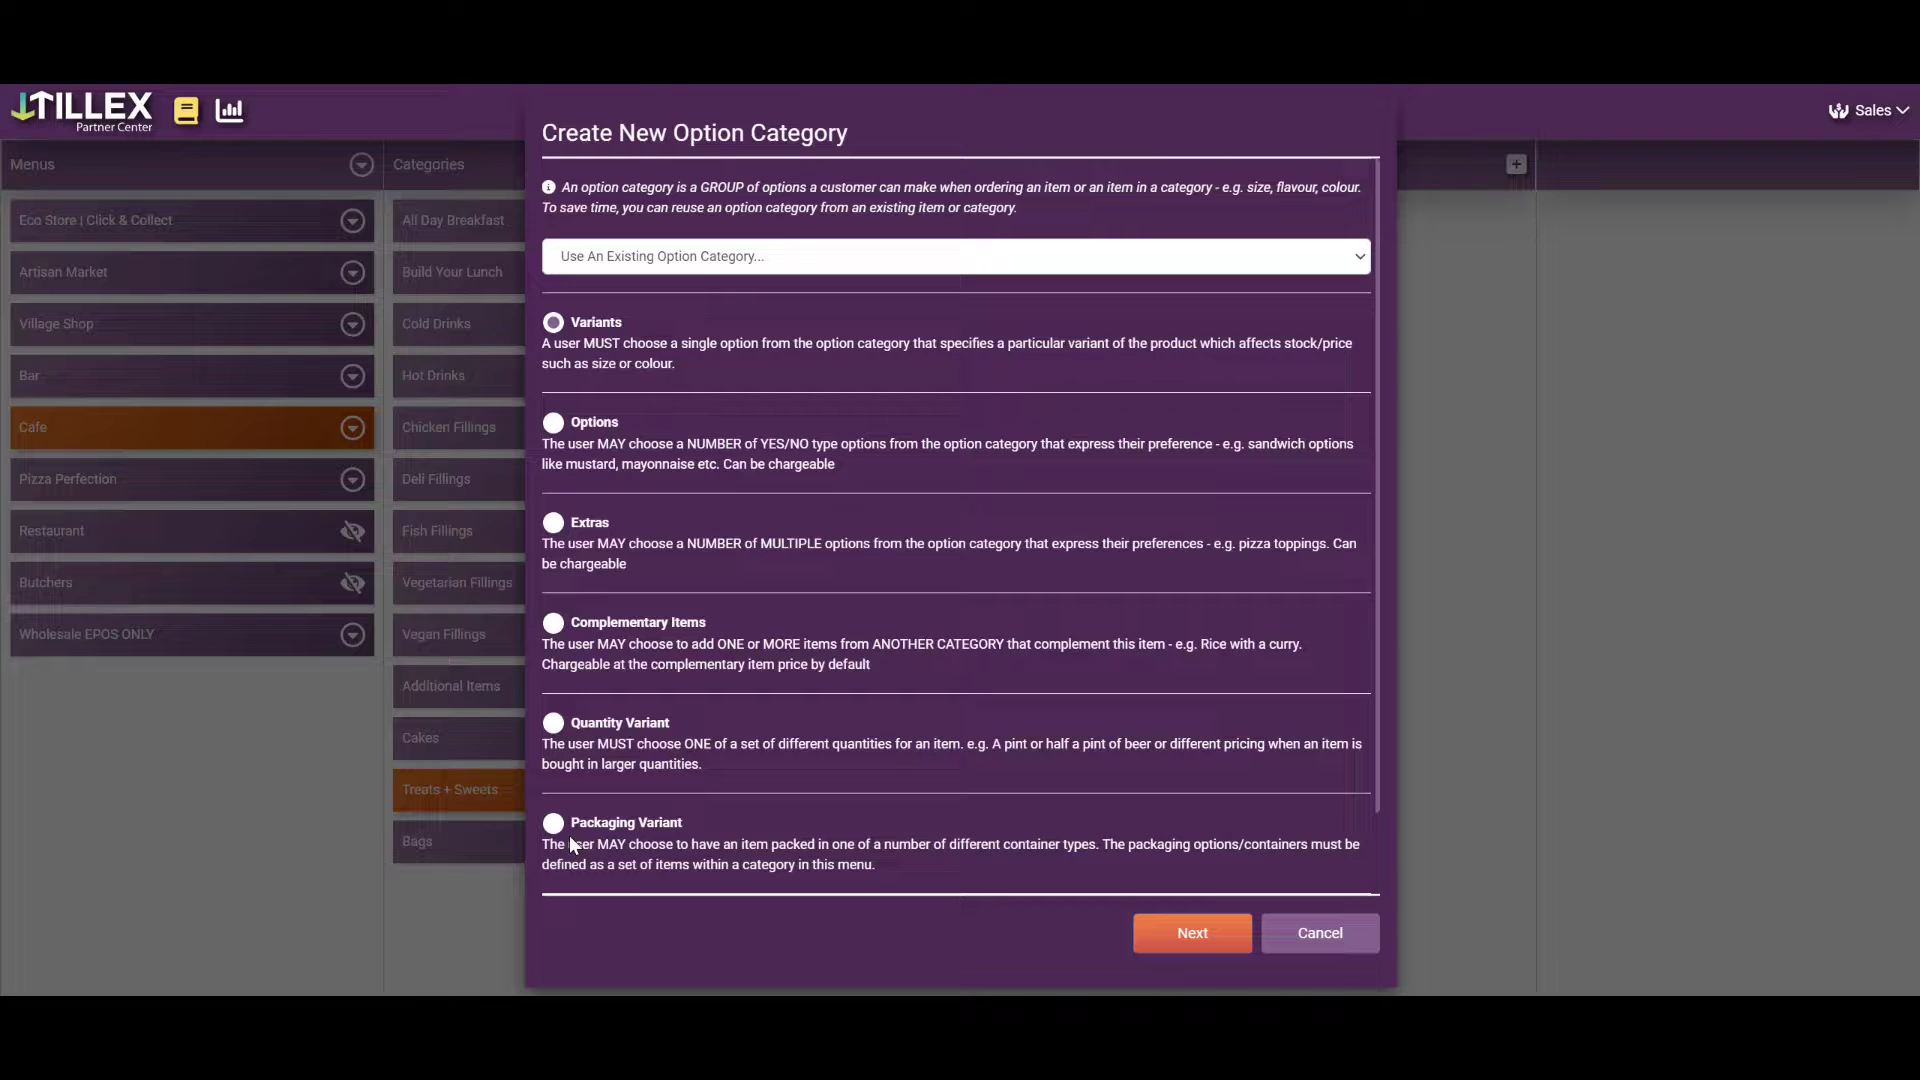 TILLEX
Partner Center
Sales
Menus
Eco Store | Click & Collect
Artisan Market
Village Shop
Bar
Cafe
Pizza Perfection
Restaurant
Butchers
Wholesale EPOS ONLY
Categories
All Day Breakfast
Build Your Lunch
Cold Drinks
Hot Drinks
Chicken Fillings
Deli Fillings
Fish Fillings
Vegetarian Fillings
Vegan Fillings
Additional Items
Cakes
Treats + Sweets
Bags
Create New Option Category
An option category is a GROUP of options a customer can make when ordering an item or an item in a category - e.g. size, flavour, colour.
To save time, you can reuse an option category from an existing item or category.
Use An Existing Option Category...
Variants
A user MUST choose a single option from the option category that specifies a particular variant of the product which affects stock/price
such as size or colour.
Options
The user MAY choose a NUMBER of YES/NO type options from the option category that express their preference - e.g. sandwich options
like mustard, mayonnaise etc. Can be chargeable
Extras
The user MAY choose a NUMBER of MULTIPLE options from the option category that express their preferences - e.g. pizza toppings. Can
be chargeable
Complementary Items
The user MAY choose to add ONE or MORE items from ANOTHER CATEGORY that complement this item - e.g. Rice with a curry.
Chargeable at the complementary item price by default
Quantity Variant
The user MUST choose ONE of a set of different quantities for an item. e.g. A pint or half a pint of beer or different pricing when an item is
bought in larger quantities.
Packaging Variant
The user MAY choose to have an item packed in one of a number of different container types. The packaging options/containers must be
defined as a set of items within a category in this menu.
Next
Cancel